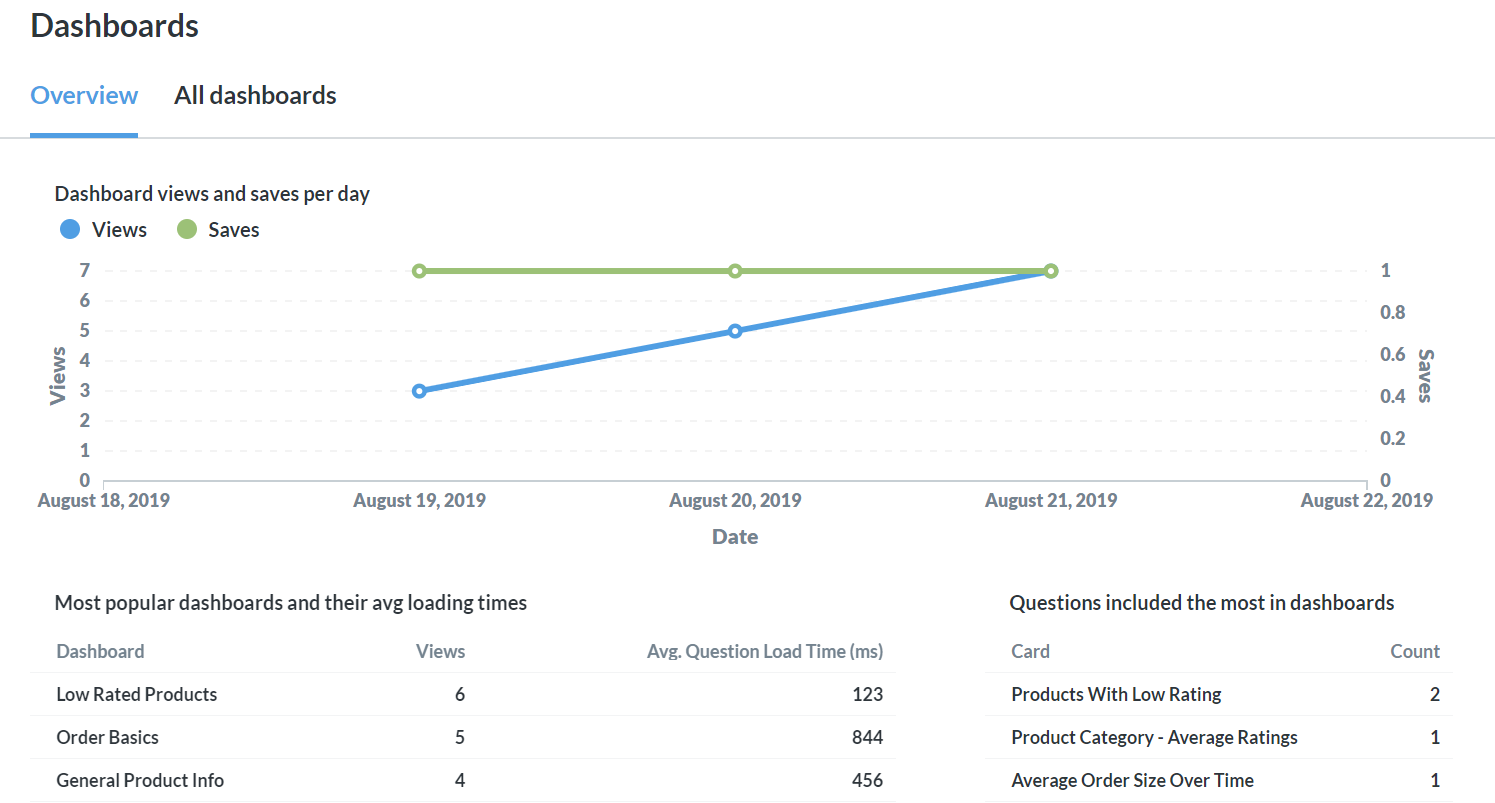 Dashboards
Overview All dashboards
Dashboard views and saves per day
Views Saves
7 1
6 0.8
5 0.6
4 0.4
3 0.2
2 0
1
0
Views
Saves
August 18, 2019 August 19, 2019 August 20, 2019 August 21, 2019 August 22, 2019
Date
Most popular dashboards and their avg loading times
Dashboard Views Avg. Question Load Time (ms)
Low Rated Products 6 123
Order Basics 5 844
General Product Info 4 456
Questions included the most in dashboards
Card Count
Products With Low Rating 2
Product Category - Average Ratings 1
Average Order Size Over Time 1